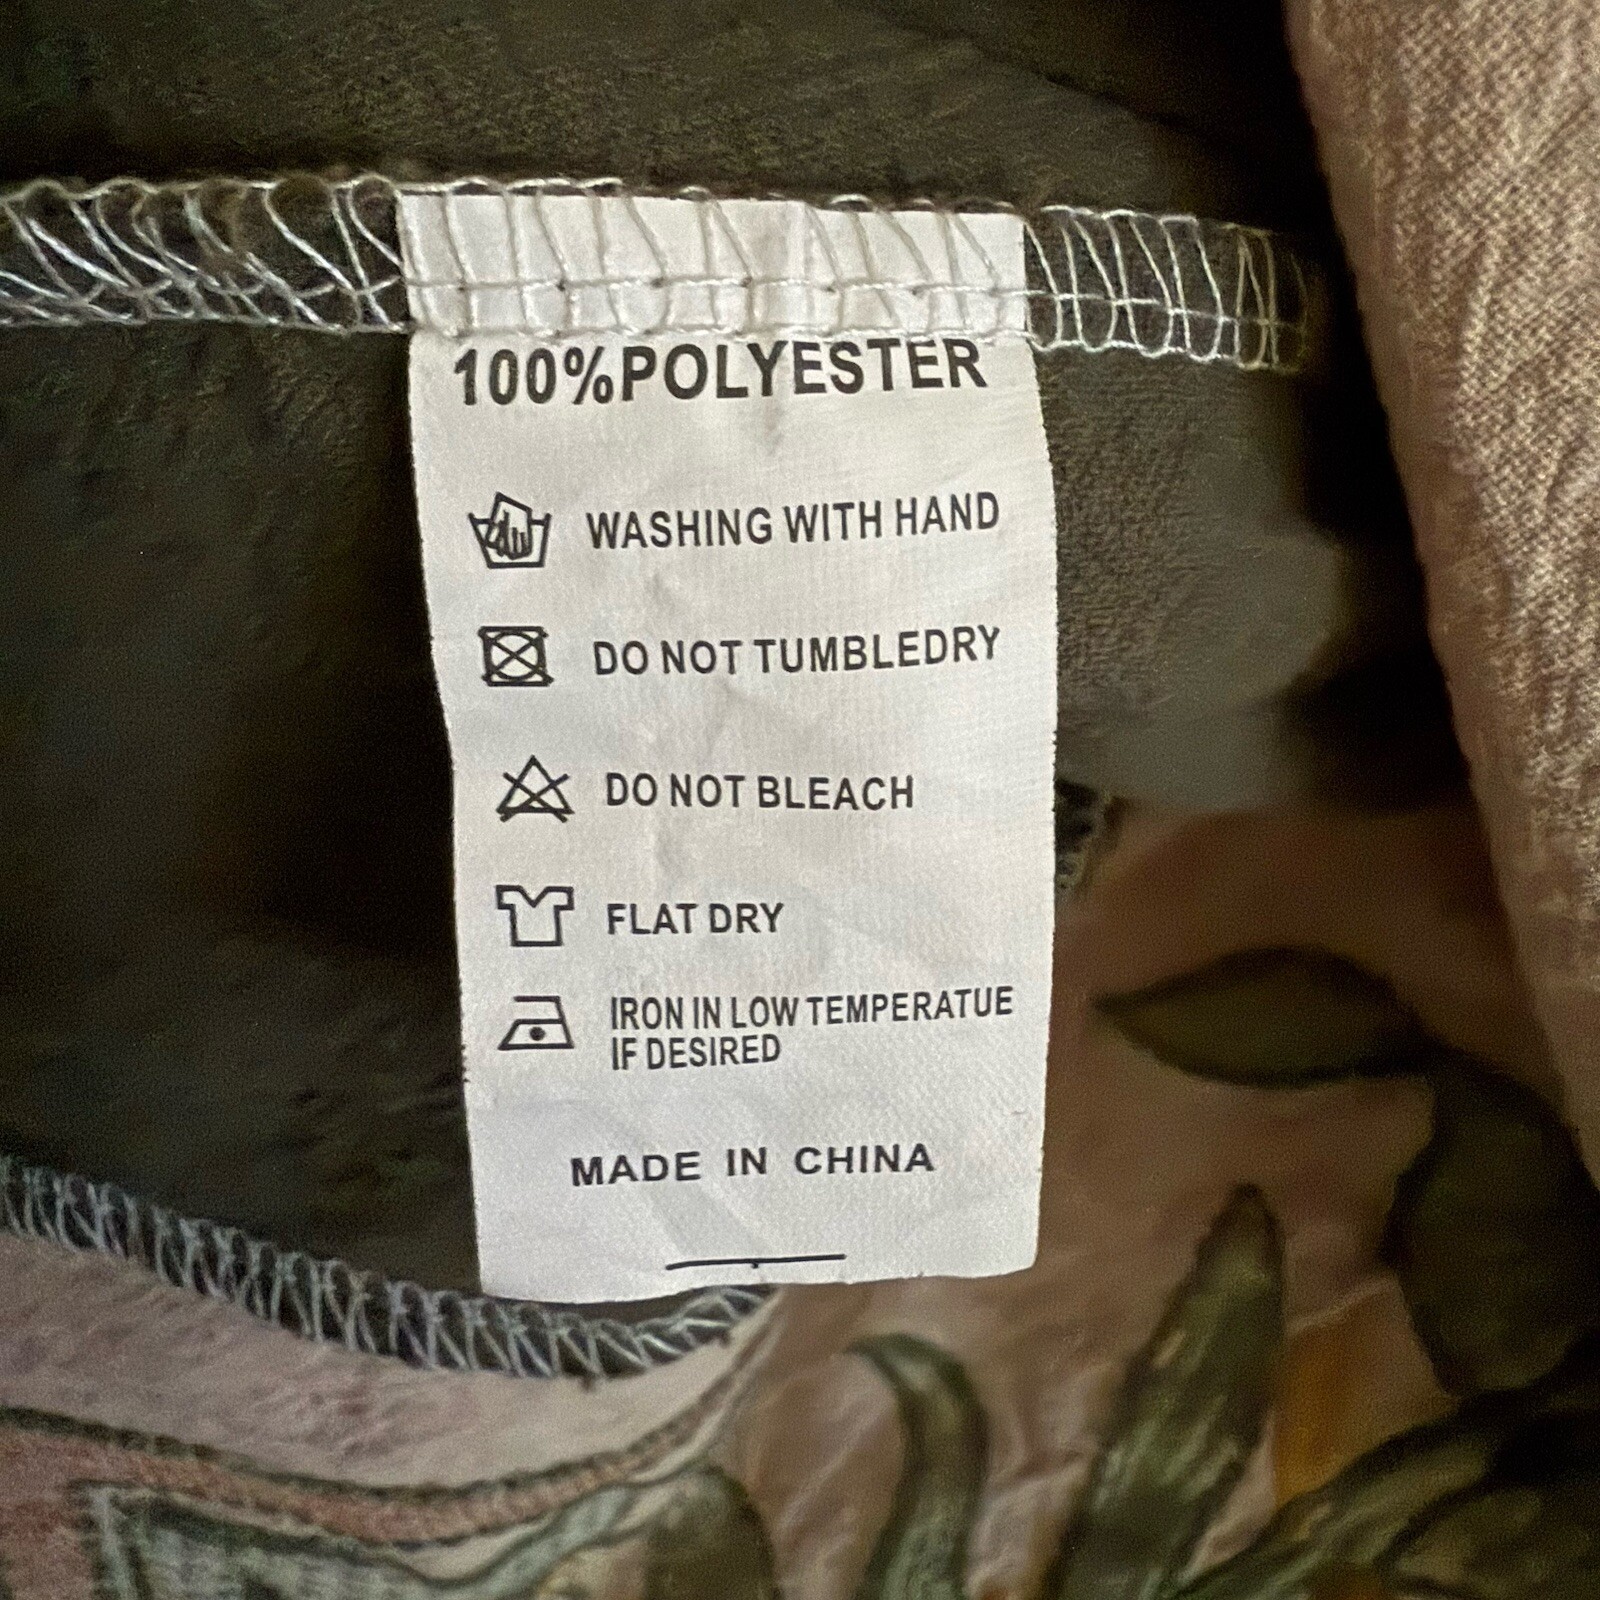 100%POLYESTER
WASHING WITH HAND
DO NOT TUMBLEDRY
DO NOT BLEACH
FLAT DRY
IRON IN LOW TEMPERATUE
IF DESIRED
MADE IN CHINA